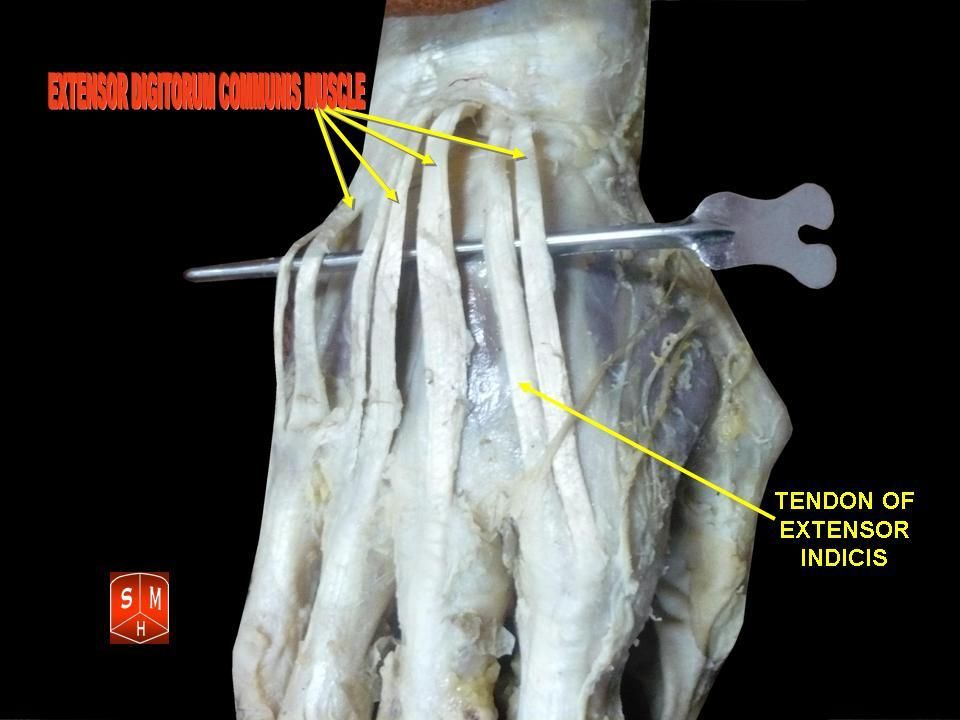 EXTENSOR DIGITORUM COMMUNIS MUSCLE
TENDON OF
EXTENSOR
INDICIS
S M
H